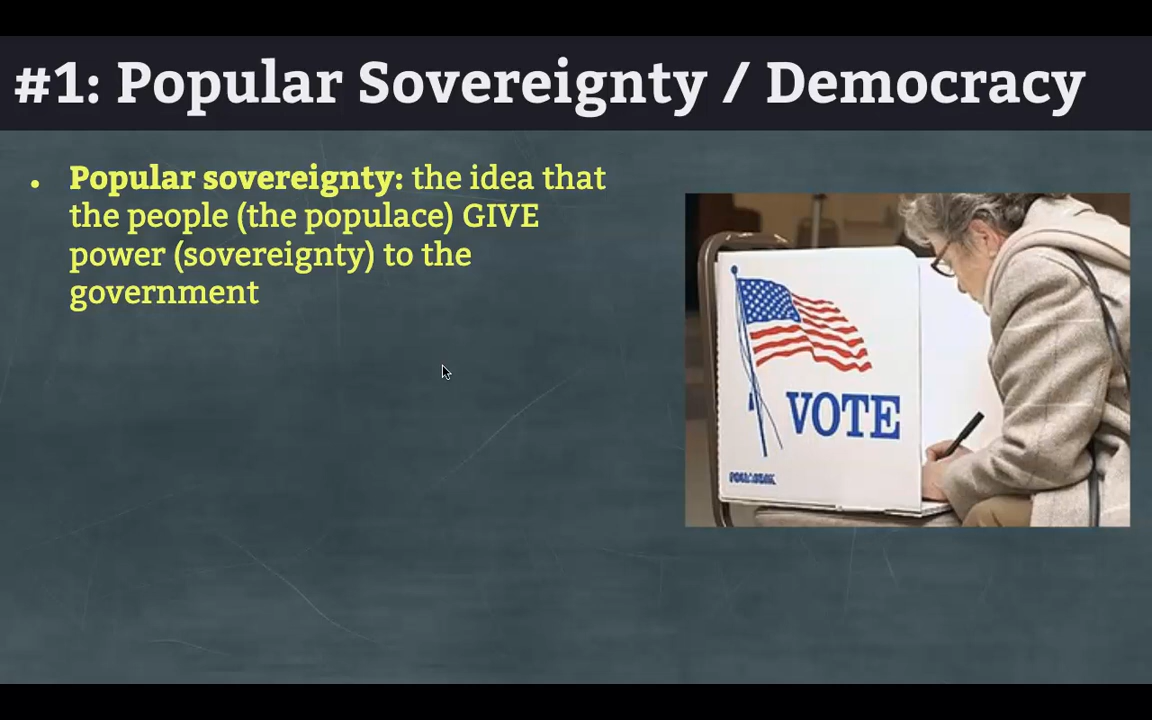 #1: Popular Sovereignty / Democracy
• Popular sovereignty: the idea that
the people (the populace) GIVE
power (sovereignty) to the
government
VOTE